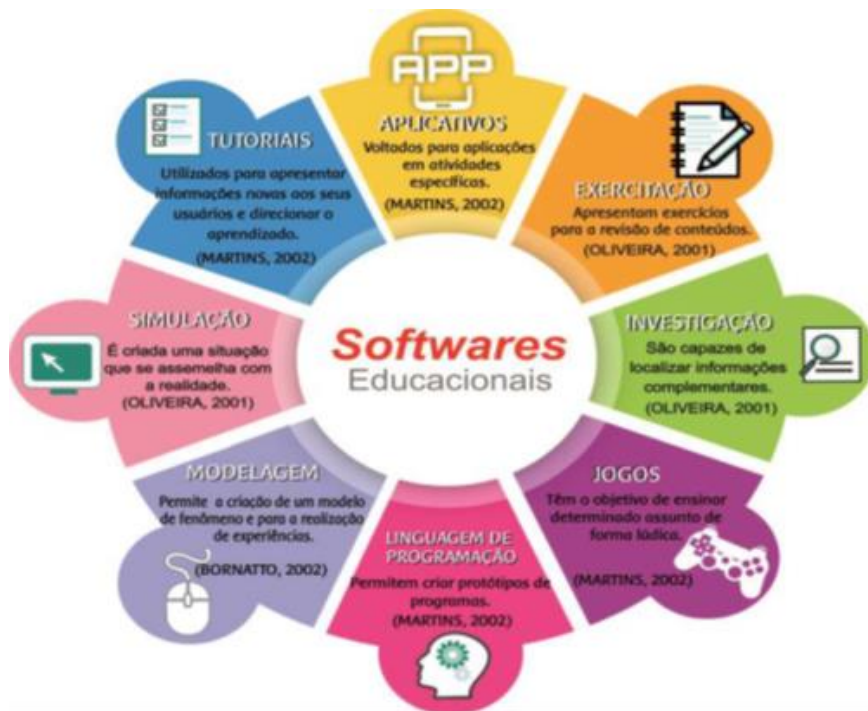 APP
APLICATIVOS
Voltados para aplicações
em atividades
específicas.
(MARTINS, 2002)
EXERCITAÇÃO
Apresentam exercícios
para a revisão de conteúdos.
(OLIVEIRA, 2001)
INVESTIGAÇÃO
São capazes de
localizar informações
complementares.
(OLIVEIRA, 2001)
JOGOS
Têm o objetivo de ensinar
determinado assunto de
forma lúdica.
(MARTINS, 2002)
LINGUAGEM DE
PROGRAMAÇÃO
Permitem criar protótipos de
programas.
(MARTINS, 2002)
MODELAGEM
Permite a criação de um modelo
de fenômeno e para a realização
de experiências.
(BORNATTO, 2002)
SIMULAÇÃO
É criada uma situação
que se assemelha com
a realidade.
(OLIVEIRA, 2001)
TUTORIAIS
Utilizados para apresentar
informações novas aos seus
usuários e direcionar o
aprendizado.
(MARTINS, 2002)
Softwares
Educacionais